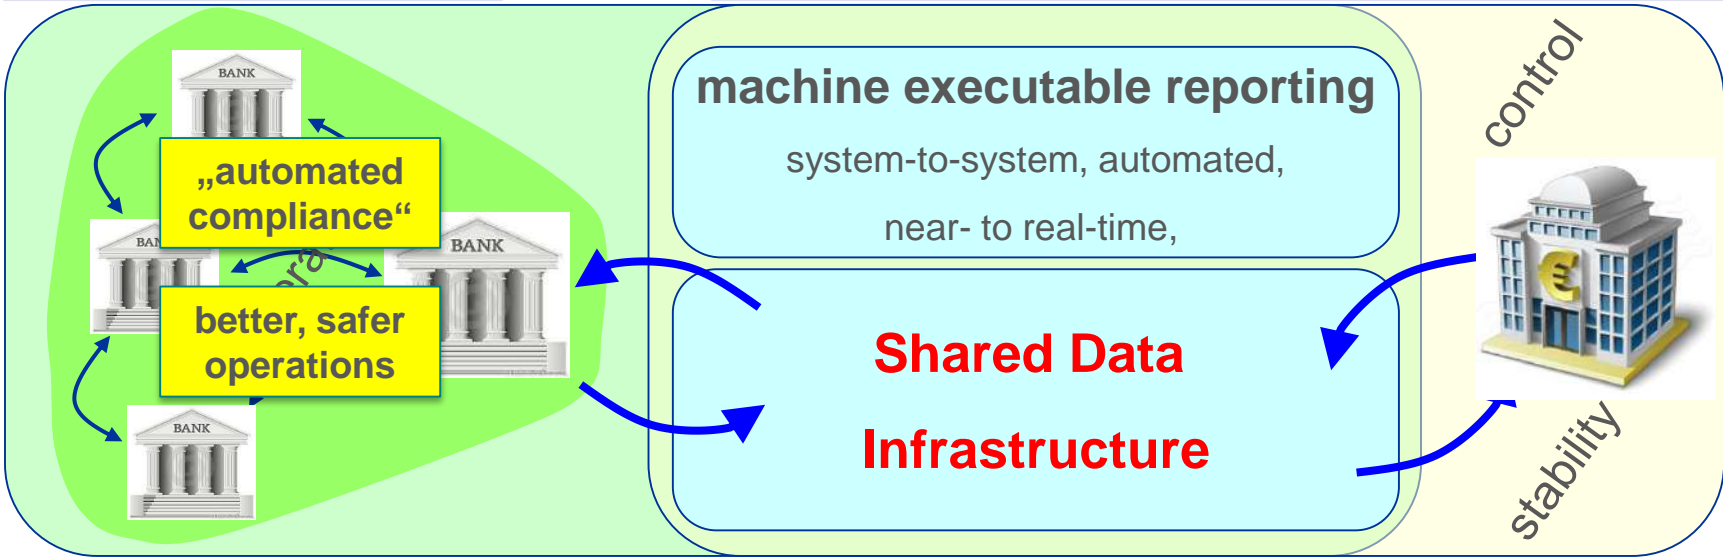 BANK
„automated
compliance“
BANK
better, safer
operations
BANK
machine executable reporting
system-to-system, automated,
near- to real-time,
Shared Data
Infrastructure
control
€
stability